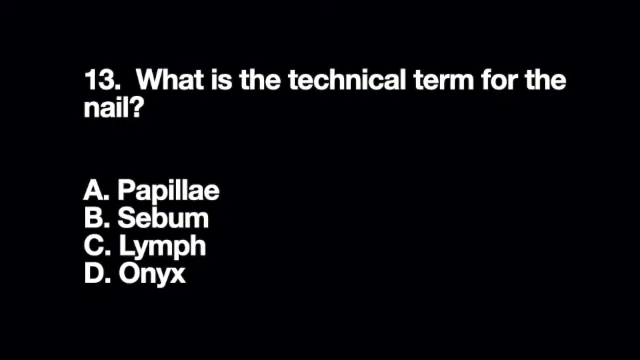 13.  What is the technical term for the
nail?
A. Papillae
B. Sebum
C. Lymph
D. Onyx